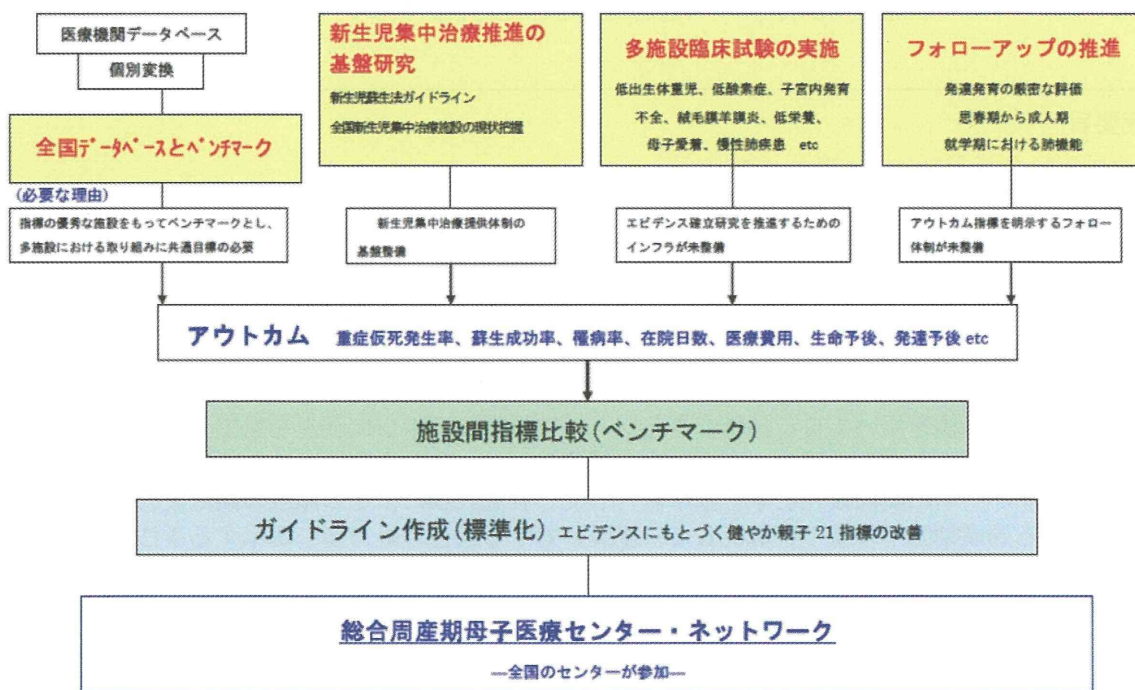 医療機関データベース
個別変換
全国データベースとベンチマーク
(必要な理由)
指標の優秀な施設をもってベンチマークとし、
多施設における取り組みに共通目標の必要
新生児集中治療推進の
基盤研究
新生児蘇生法ガイドライン
全国新生児集中治療施設の現状把握
新生児集中治療提供体制の
基盤整備
多施設臨床試験の実施
低出生体重児、低酸素症、子宮内発育
不全、絨毛膜羊膜炎、低栄養、
母子愛着、慢性肺疾患 etc
エビデンス確立研究を推進するための
インフラが未整備
フォローアップの推進
発達発育の厳密な評価
思春期から成人期
就学期における肺機能
アウトカム指標を明示するフォロー
体制が未整備
アウトカム 重症仮死発生率、蘇生成功率、罹病率、在院日数、医療費用、生命予後、発達予後 etc
施設間指標比較(ベンチマーク)
ガイドライン作成(標準化) エビデンスにもとづく健やか親子 21 指標の改善
総合周産期母子医療センター・ネットワーク
―全国のセンターが参加―